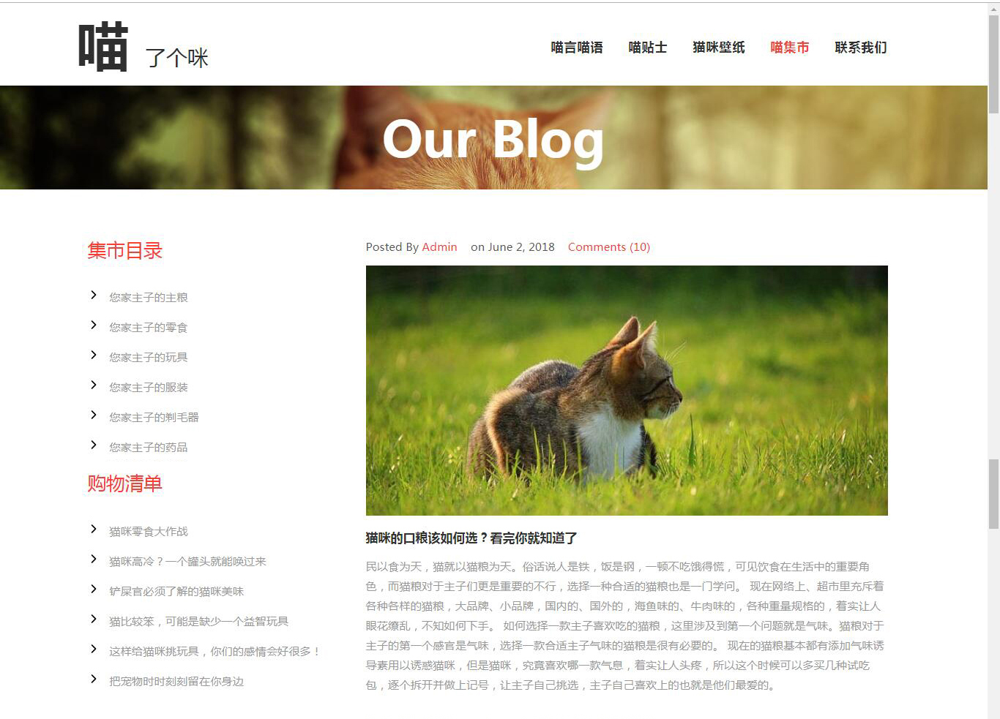 喵 了个咪
喵言喵语 喵贴士 猫咪壁纸 喵集市 联系我们
Our Blog
集市目录
您家主子的主粮
您家主子的零食
您家主子的玩具
您家主子的服装
您家主子的剃毛器
您家主子的药品
购物清单
猫咪零食大作战
猫咪高冷？一个罐头就能唤过来
铲屎官必须了解的猫咪美味
猫比较笨，可能是缺少一个益智玩具
这样给猫咪挑玩具，你们的感情会好很多！
把宠物时时刻刻留在你身边
Posted By Admin on June 2, 2018 Comments (10)
猫咪的口粮该如何选？看完你就知道了
民以食为天，猫就以猫粮为天。俗话说人是铁，饭是钢，一顿不吃饿得慌，可见饮食在生活中的重要角
色，而猫粮对于主子们更是重要的不行，选择一种合适的猫粮也是一门学问。 现在网络上、超市里充斥着
各种各样的猫粮，大品牌、小品牌，国内的、国外的，海鱼味的、牛肉味的，各种重量规格的，着实让人
眼花缭乱，不知如何下手。 如何选择一款主子喜欢吃的猫粮，这里涉及到第一个问题就是气味。猫粮对于
主子的第一个感官是气味，选择一款合适主子气味的猫粮是很有必要的。 现在的猫粮基本都有添加气味诱
导素用以诱惑猫咪，但是猫咪，究竟喜欢哪一款气息，着实让人头疼，所以这个时候可以多买几种试吃
包，逐个拆开并做上记号，让主子自己挑选，主子自己喜欢上的也就是他们最爱的。